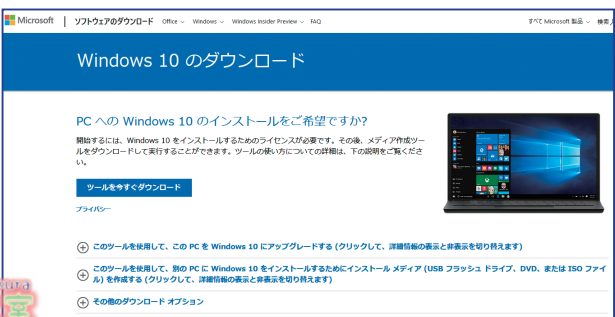 Microsoft ソフトウェアのダウンロード Office Windows Windows Insider Preview FAQ すべて Microsoft 製品 検索
Windows 10 のダウンロード
PC への Windows 10 のインストールをご希望ですか?
開始するには、Windows 10 をインストールするためのライセンスが必要です。その後、メディア作成ツー
ルをダウンロードして実行することができます。ツールの使い方についての詳細は、下の説明をご覧くださ
い。
ツールを今すぐダウンロード
プライバシー
このツールを使用して、この PC を Windows 10 にアップグレードする (クリックして、詳細情報の表示と非表示を切り替えます)
このツールを使用して、別の PC に Windows 10 をインストールするためにインストール メディア (USB フラッシュ ドライブ、DVD、または ISO ファイ
ル) を作成する (クリックして、詳細情報の表示と非表示を切り替えます)
その他のダウンロード オプション
室